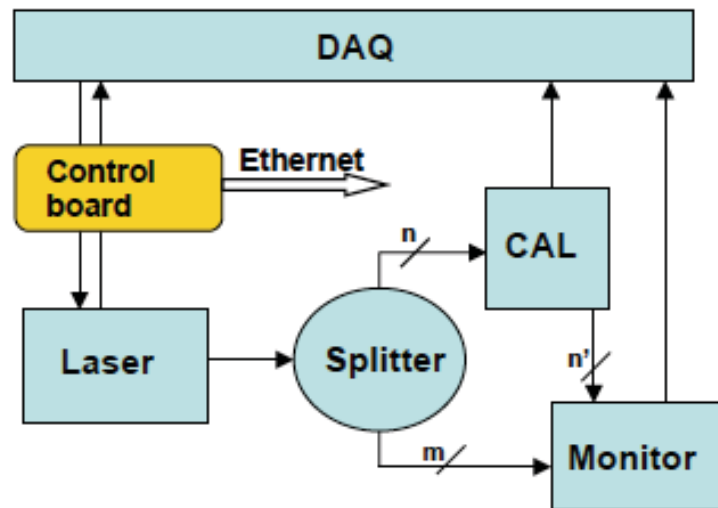 DAQ
Control
board
Ethernet
n
CAL
Laser
Splitter
n'
m
Monitor